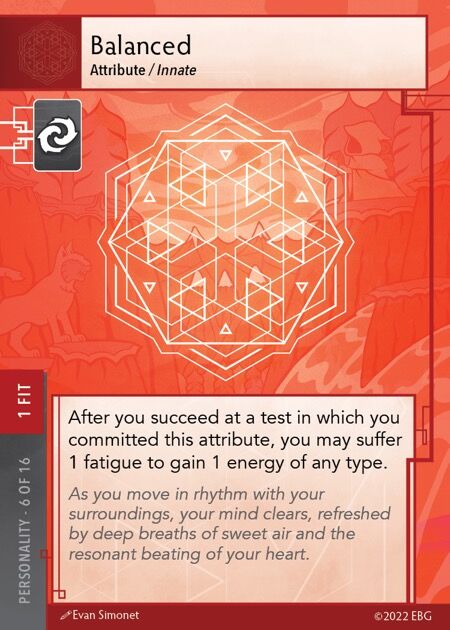 Balanced
Attribute / Innate
1 FIT
After you succeed at a test in which you
committed this attribute, you may suffer
1 fatigue to gain 1 energy of any type.
As you move in rhythm with your
surroundings, your mind clears, refreshed
by deep breaths of sweet air and the
resonant beating of your heart.
PERSONALITY - 6 OF 16
Evan Simonet
©2022 EBG